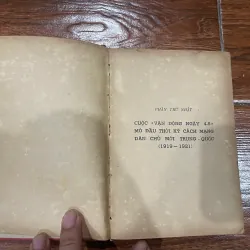 PHẦN THỨ NHẤT
CUỘC «VẬN ĐỘNG NGÀY 4-5»
MỞ ĐẦU THỜI KỲ CÁCH MẠNG
DÂN CHỦ MỚI TRUNG-QUỐC
(1919—1921)